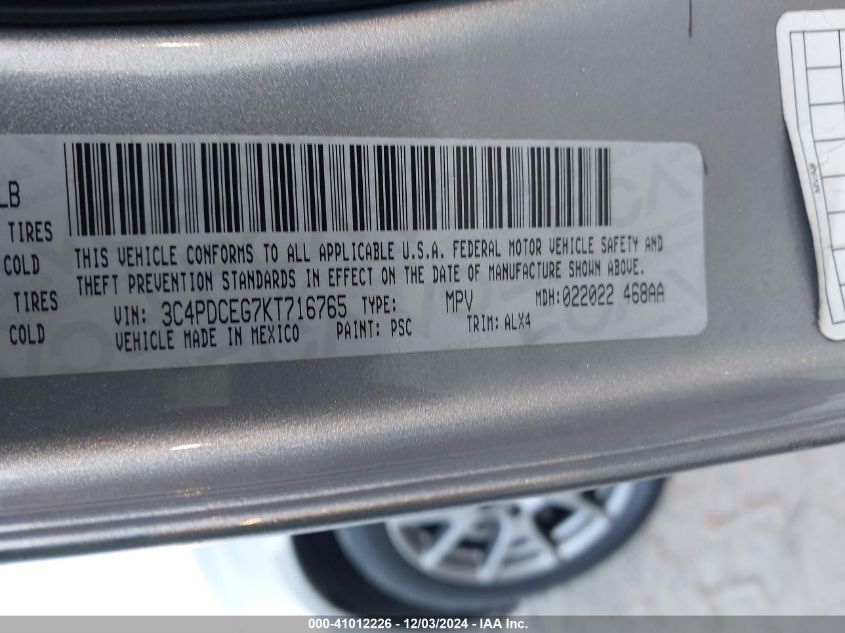 LB
TIRES
COLD
TIRES
COLD
THIS VEHICLE CONFORMS TO ALL APPLICABLE U.S.A. FEDERAL MOTOR VEHICLE SAFETY AND
THEFT PREVENTION STANDARDS IN EFFECT ON THE DATE OF MANUFACTURE SHOWN ABOVE.
VIN: 3C4PDCEG7KT716765 TYPE: MPV MDH:022022 468AA
VEHICLE MADE IN MEXICO PAINT: PSC TRIM: ALX4
000-41012226 - 12/03/2024 - IAA Inc.